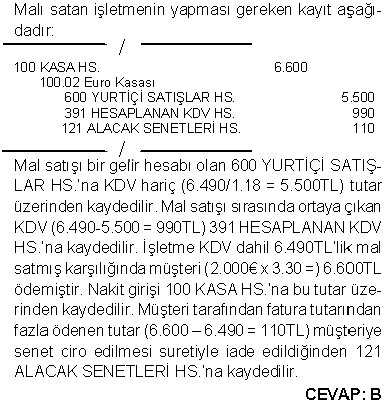 Malı satan işletmenin yapması gereken kayıt aşağı-
dadır:
/
100 KASA HS. 6.600
100.02 Euro Kasası
600 YURTİÇİ SATIŞLAR HS. 5.500
391 HESAPLANAN KDV HS. 990
121 ALACAK SENETLERİ HS. 110
/
Mal satışı bir gelir hesabı olan 600 YURTİÇİ SATIŞ-
LAR HS.'na KDV hariç (6.490/1.18 = 5.500TL) tutar
üzerinden kaydedilir. Mal satışı sırasında ortaya çıkan
KDV (6.490-5.500 = 990TL) 391 HESAPLANAN KDV
HS.'na kaydedilir. İşletme KDV dahil 6.490TL'lik mal
satmış karşılığında müşteri (2.000€ x 3.30 =) 6.600TL
ödemiştir. Nakit girişi 100 KASA HS.'na bu tutar üze-
rinden kaydedilir. Müşteri tarafından fatura tutarından
fazla ödenen tutar (6.600 – 6.490 = 110TL) müşteriye
senet ciro edilmesi suretiyle iade edildiğinden 121
ALACAK SENETLERİ HS.'na kaydedilir.
CEVAP: B